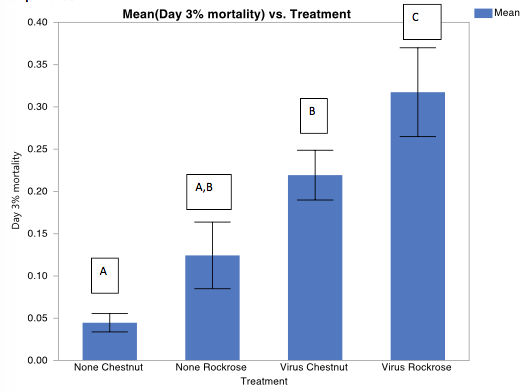 Mean(Day 3% mortality) vs. Treatment
Mean
C
B
A,B
A
Day 3% mortality
0.40
0.35
0.30
0.25
0.20
0.15
0.10
0.05
0.00
None Chestnut
None Rockrose
Virus Chestnut
Virus Rockrose
Treatment